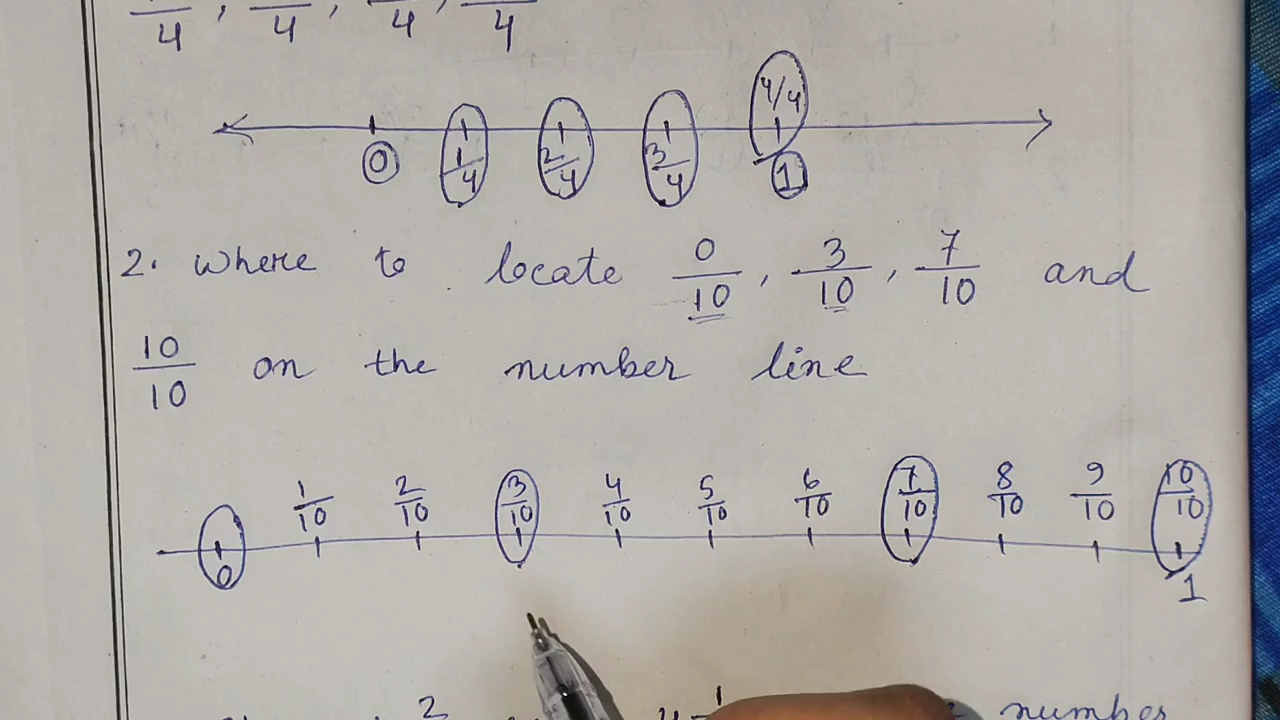 4 , 4 , 4 , 4
4/4
0 1/4 2/4 3/4 1
2. Where to locate 0/10 , 3/10 , 7/10 and
10/10 on the number line
1/10 2/10 3/10 4/10 5/10 6/10 7/10 8/10 9/10 10/10
0 1
2 1 number